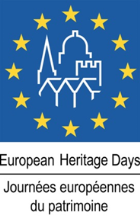 European Heritage Days
Journées européennes
du patrimoine